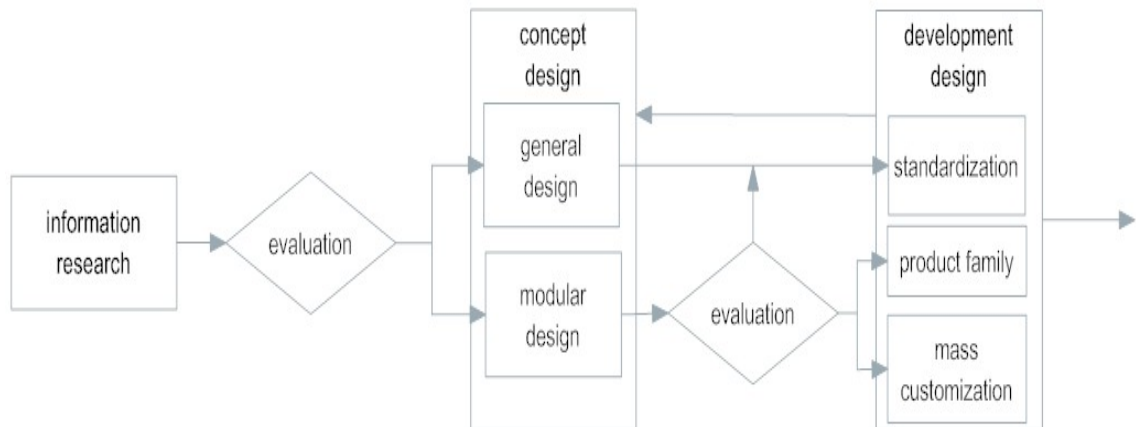 information
research
evaluation
concept
design
general
design
modular
design
evaluation
development
design
standardization
product family
mass
customization